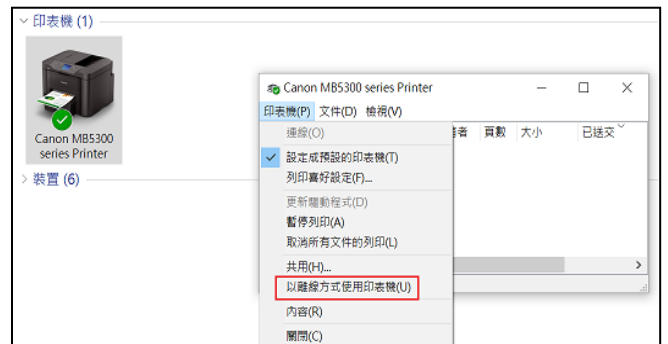 印表機 (1)
Canon MB5300
series Printer
裝置 (6)
Canon MB5300 series Printer
印表機(P) 文件(D) 檢視(V)
連線(O)
頁數 大小 已送交
設定成預設的印表機(T)
列印喜好設定(F)...
更新驅動程式(D)
暫停列印(A)
取消所有文件的列印(L)
共用(H)...
以離線方式使用印表機(U)
內容(R)
關閉(C)